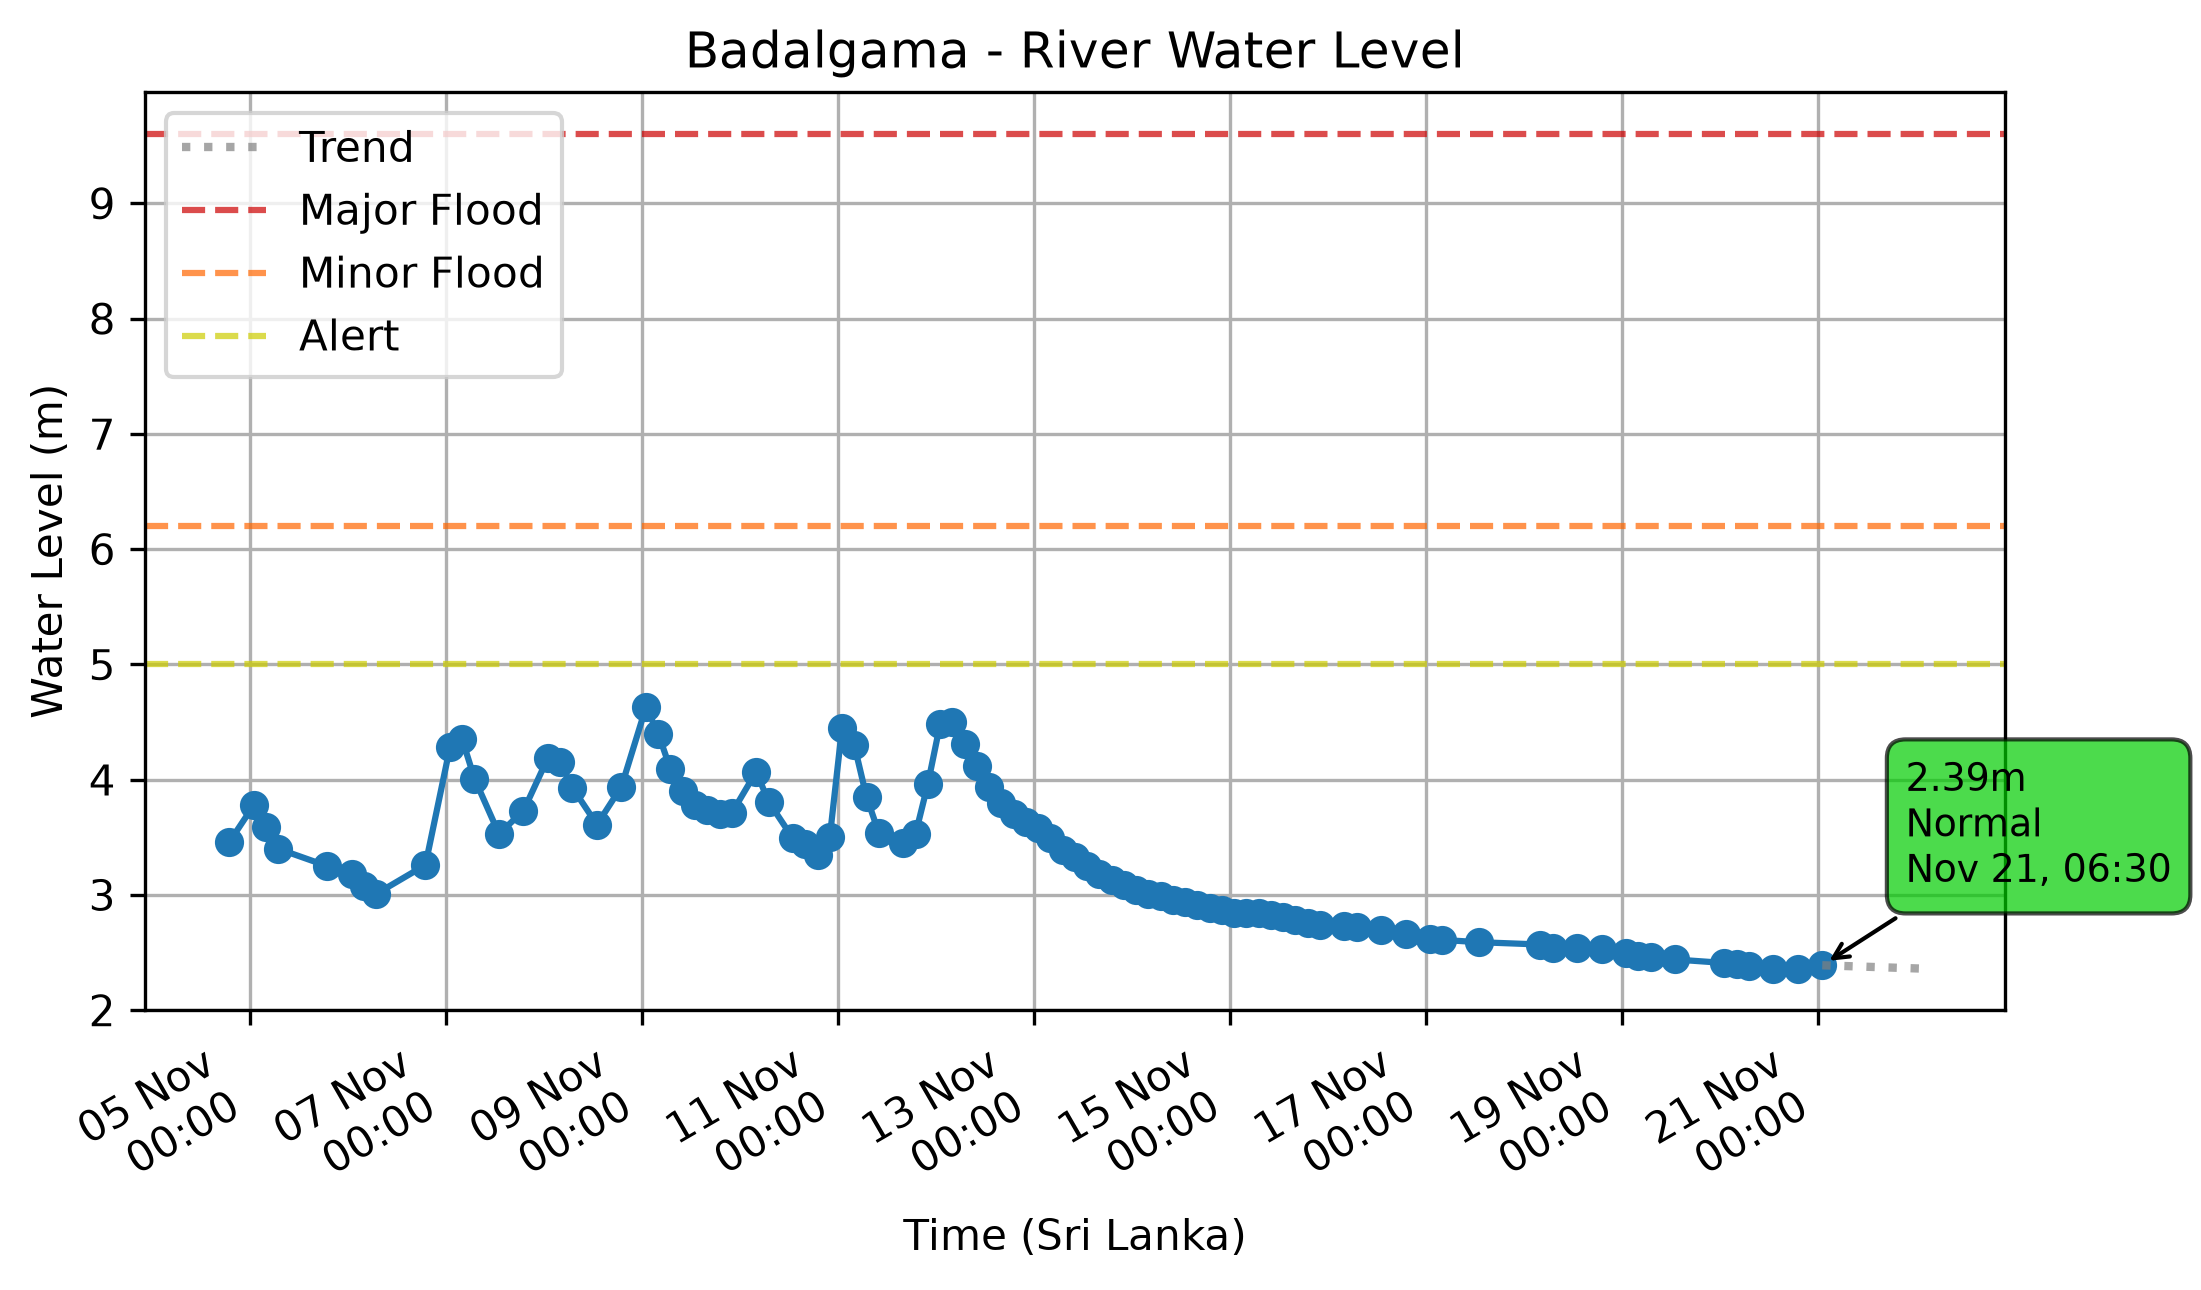 Badalgama - River Water Level
Trend
Major Flood
Minor Flood
Alert
Water Level (m)
9
8
7
6
5
4
3
2
2.39m
Normal
Nov 21, 06:30
05 Nov
00:00
07 Nov
00:00
09 Nov
00:00
11 Nov
00:00
13 Nov
00:00
15 Nov
00:00
17 Nov
00:00
19 Nov
00:00
21 Nov
00:00
Time (Sri Lanka)